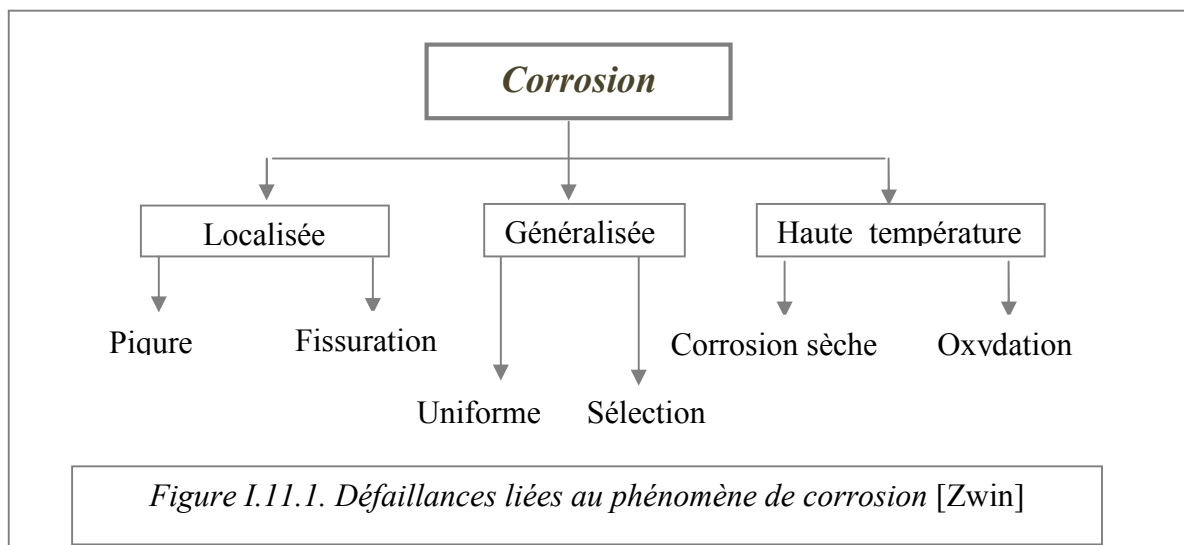 Corrosion
Localisée Généralisée Haute température
Piqure Fissuration Corrosion sèche Oxydation
Uniforme Sélection
Figure I.11.1. Défaillances liées au phénomène de corrosion [Zwin]